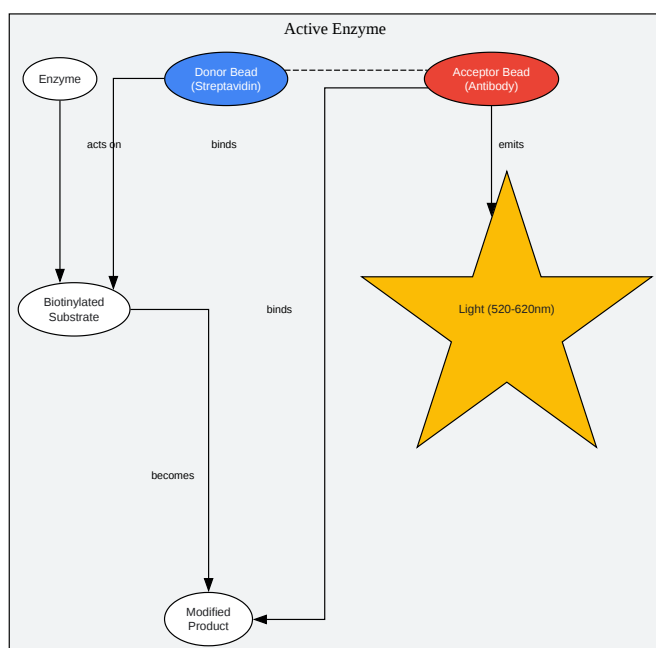 Active Enzyme
Enzyme
Donor Bead
(Streptavidin)
Acceptor Bead
(Antibody)
acts on
binds
emits
Biotinylated
Substrate
binds
Light (520-620nm)
becomes
Modified
Product